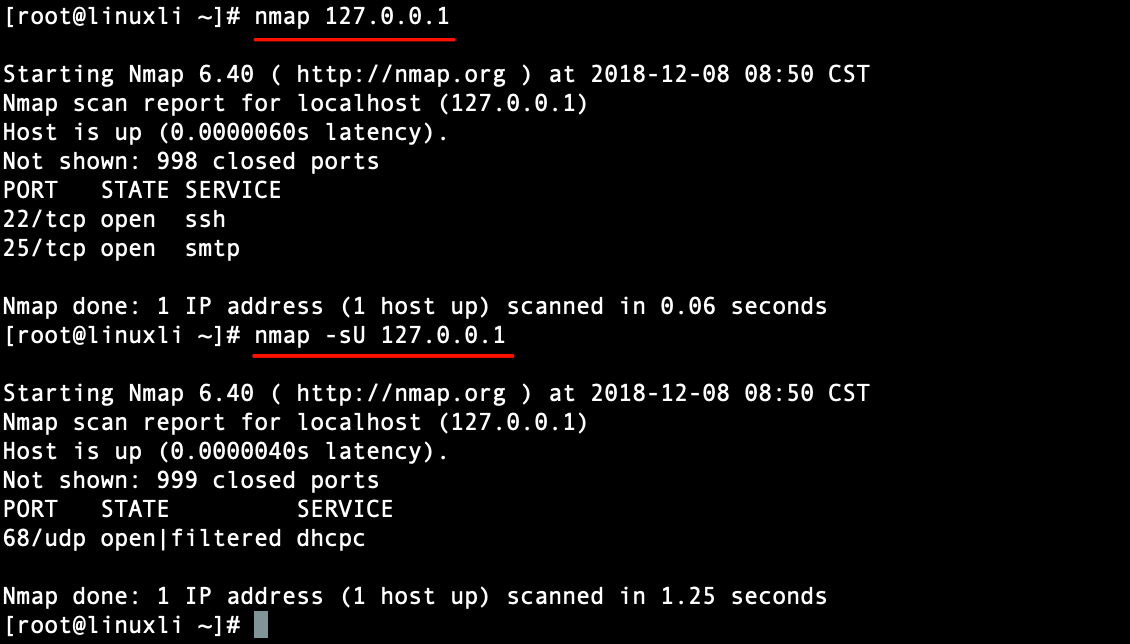 [root@linuxli ~]# nmap 127.0.0.1
Starting Nmap 6.40 ( http://nmap.org ) at 2018-12-08 08:50 CST
Nmap scan report for localhost (127.0.0.1)
Host is up (0.0000060s latency).
Not shown: 998 closed ports
PORT   STATE SERVICE
22/tcp open  ssh
25/tcp open  smtp
Nmap done: 1 IP address (1 host up) scanned in 0.06 seconds
[root@linuxli ~]# nmap -sU 127.0.0.1
Starting Nmap 6.40 ( http://nmap.org ) at 2018-12-08 08:50 CST
Nmap scan report for localhost (127.0.0.1)
Host is up (0.0000040s latency).
Not shown: 999 closed ports
PORT   STATE         SERVICE
68/udp open|filtered dhcpc
Nmap done: 1 IP address (1 host up) scanned in 1.25 seconds
[root@linuxli ~]#